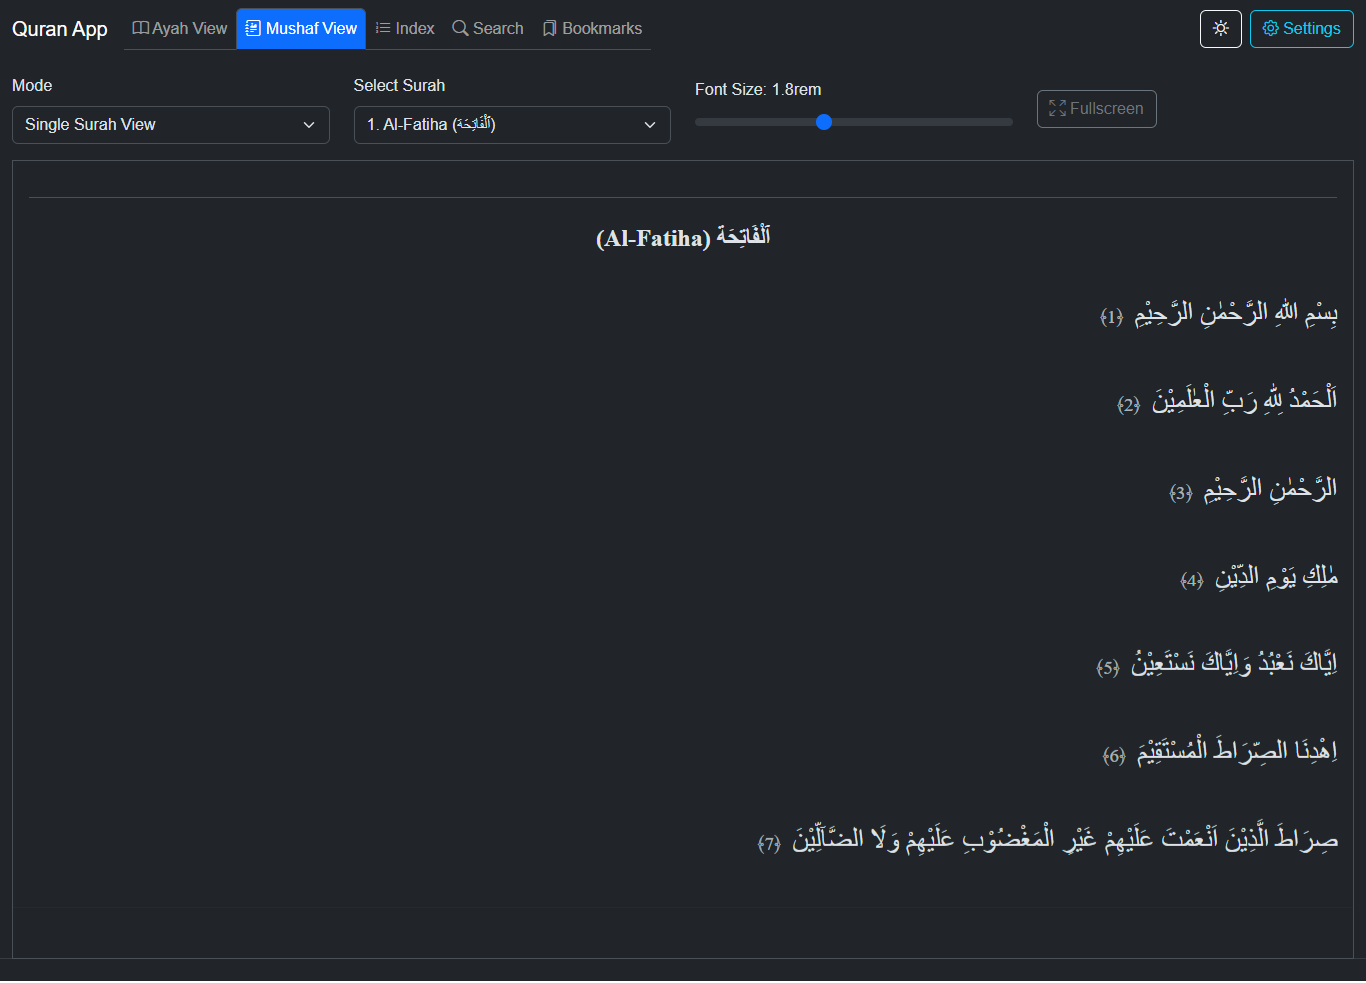 Quran App
Ayah View
Mushaf View
Index
Search
Bookmarks
Settings
Mode
Select Surah
Font Size: 1.8rem
Single Surah View
1. Al-Fatiha (ٱلْفَاتِحَة)
Fullscreen
ٱلْفَاتِحَة (Al-Fatiha)
بِسْمِ اللهِ الرَّحْمٰنِ الرَّحِيْمِ ﴿1﴾
اَلْحَمْدُ لِلّٰهِ رَبِّ الْعٰلَمِيْنَ ﴿2﴾
الرَّحْمٰنِ الرَّحِيْمِ ﴿3﴾
مٰلِكِ يَوْمِ الدِّيْنِ ﴿4﴾
اِيَّاكَ نَعْبُدُ وَاِيَّاكَ نَسْتَعِيْنُ ﴿5﴾
اِهْدِنَا الصِّرَاطَ الْمُسْتَقِيْمَ ﴿6﴾
صِرَاطَ الَّذِيْنَ اَنْعَمْتَ عَلَيْهِمْ غَيْرِ الْمَغْضُوْبِ عَلَيْهِمْ وَلَا الضَّآلِّيْنَ ﴿7﴾